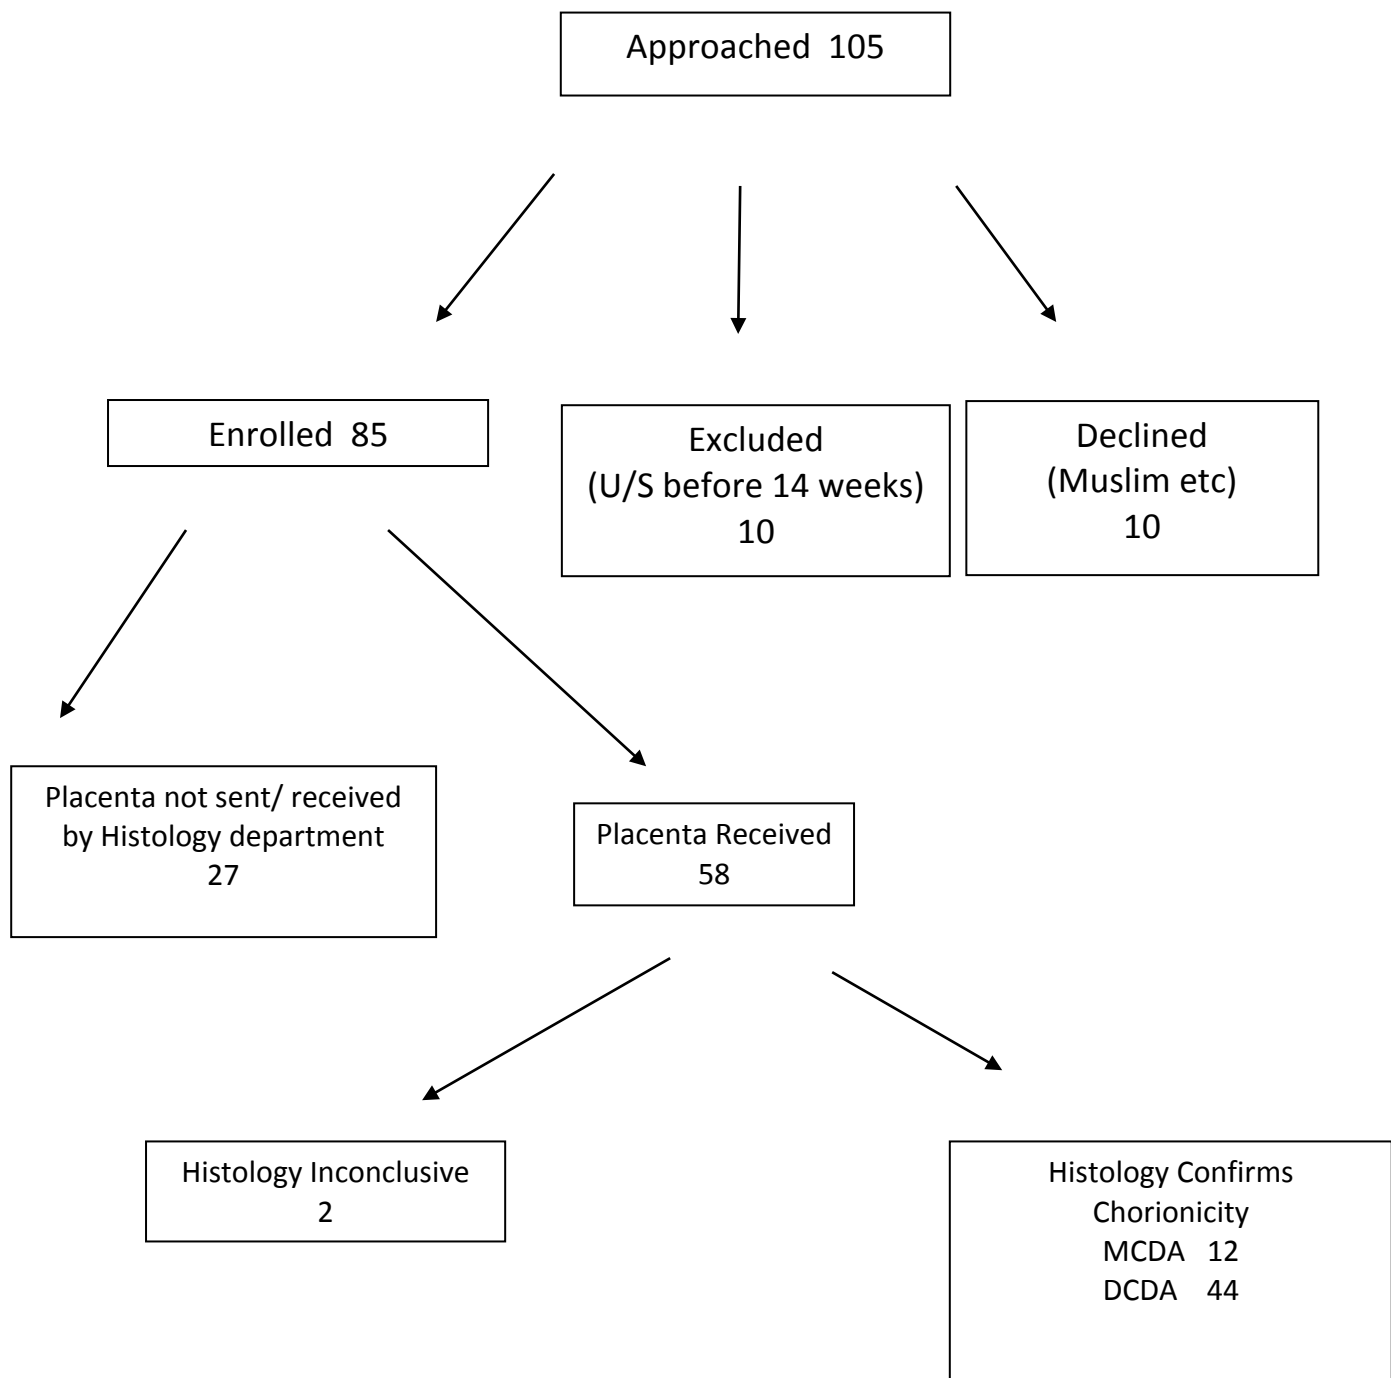 Approached 105
Enrolled 85
Excluded
(U/S before 14 weeks)
10
Declined
(Muslim etc)
10
Placenta not sent/ received
by Histology department
27
Placenta Received
58
Histology Inconclusive
2
Histology Confirms
Chorionicity
MCDA 12
DCDA 44